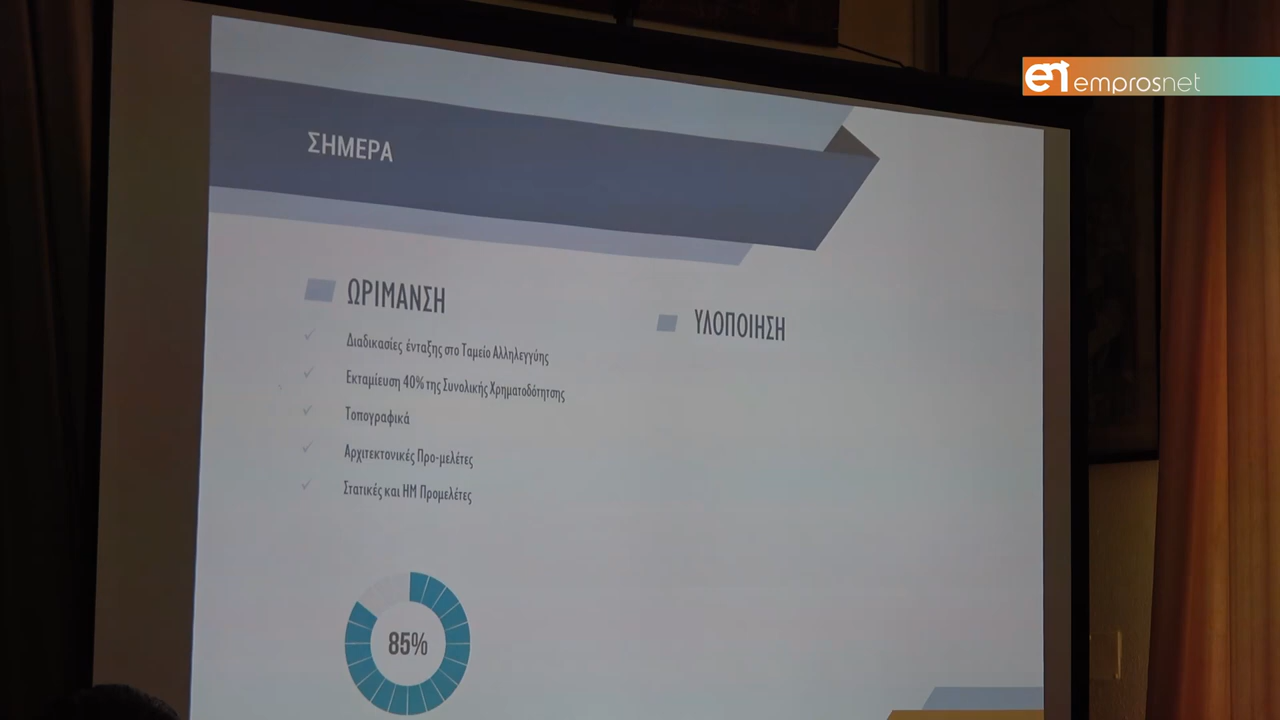 emprosnet
ΣΗΜΕΡΑ
ΩΡΙΜΑΝΣΗ
Διαδικασίες ένταξης στο Ταμείο Αλληλεγγύης
Εκταμίευση 40% της Συνολικής Χρηματοδότησης
Τοπογραφικά
Αρχιτεκτονικές Προ-μελέτες
Στατικές και ΗΜ Προμελέτες
85%
ΥΛΟΠΟΙΗΣΗ